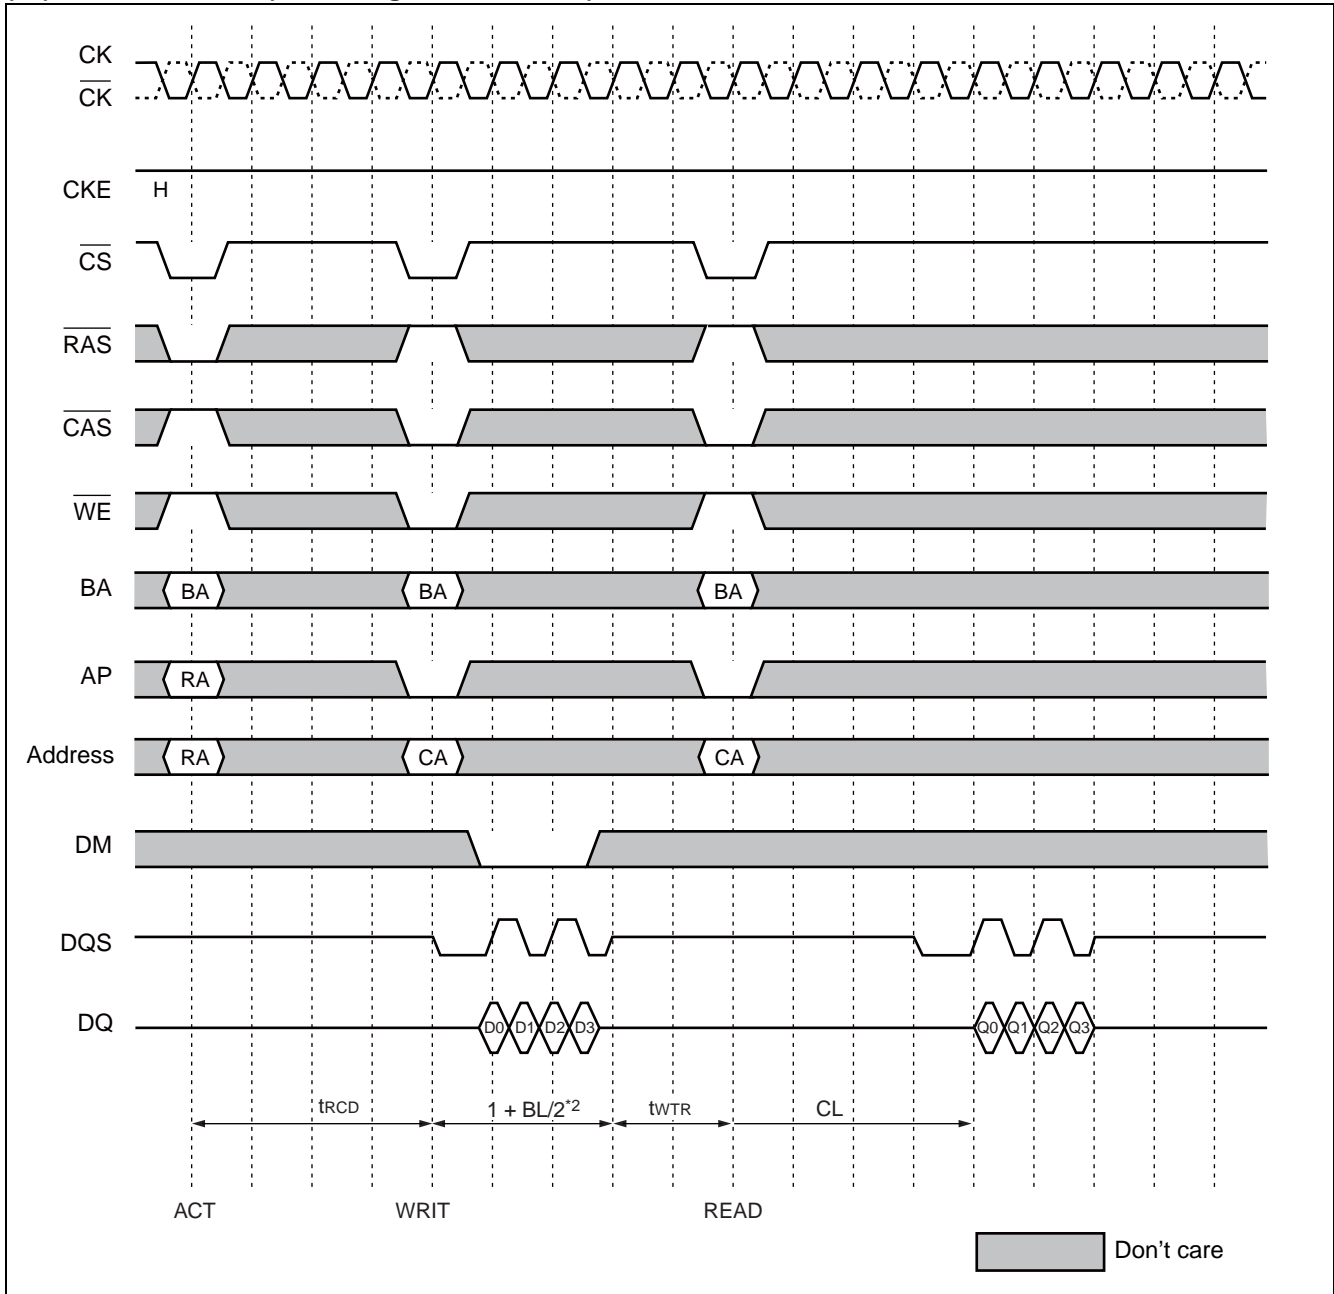 CK
CK
CKE H
CS
RAS
CAS
WE
BA BA BA BA
AP RA
Address RA CA CA
DM
DQS
DQ D0 D1 D2 D3 Q0 Q1 Q2 Q3
tRCD 1 + BL/2*2 tWTR CL
ACT WRIT READ
Don't care